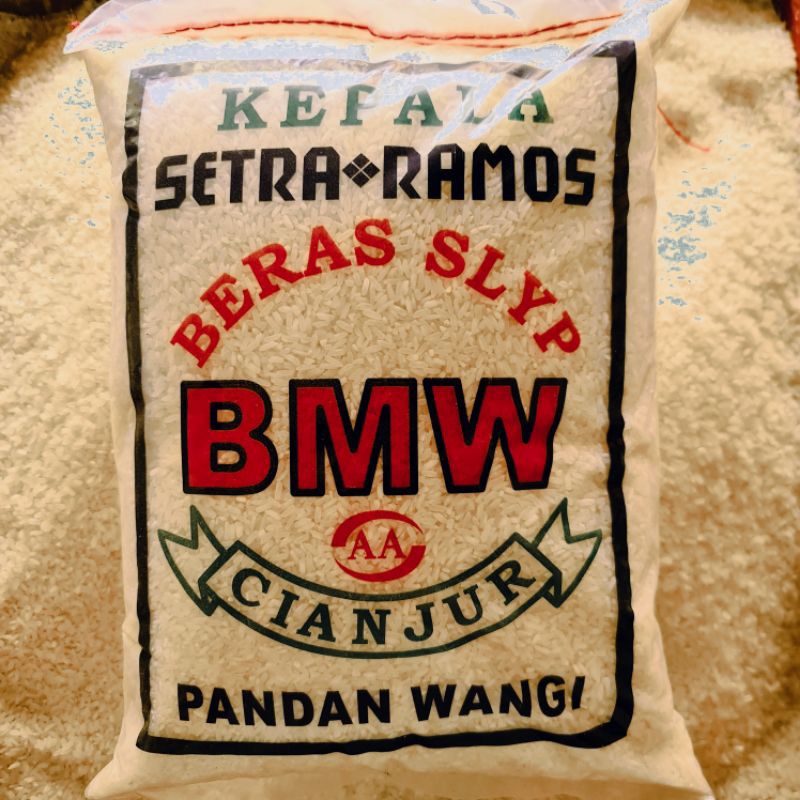 KEPALA
SETRA❖RAMOS
BERAS SLYP
BMW
AA
CIANJUR
PANDAN WANGI